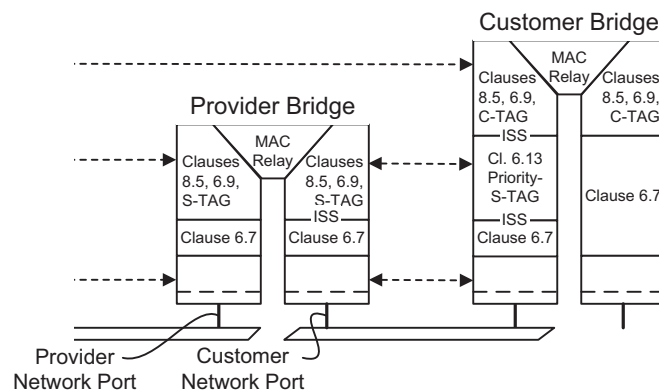 Customer Bridge
MAC
Relay
Clauses
8.5, 6.9,
C-TAG
Clauses
8.5, 6.9,
C-TAG
ISS
Cl. 6.13
Priority-
S-TAG
ISS
Clause 6.7
Clause 6.7
Provider Bridge
MAC
Relay
Clauses
8.5, 6.9,
S-TAG
Clauses
8.5, 6.9,
S-TAG
ISS
Clause 6.7
Clause 6.7
Provider
Network Port
Customer
Network Port